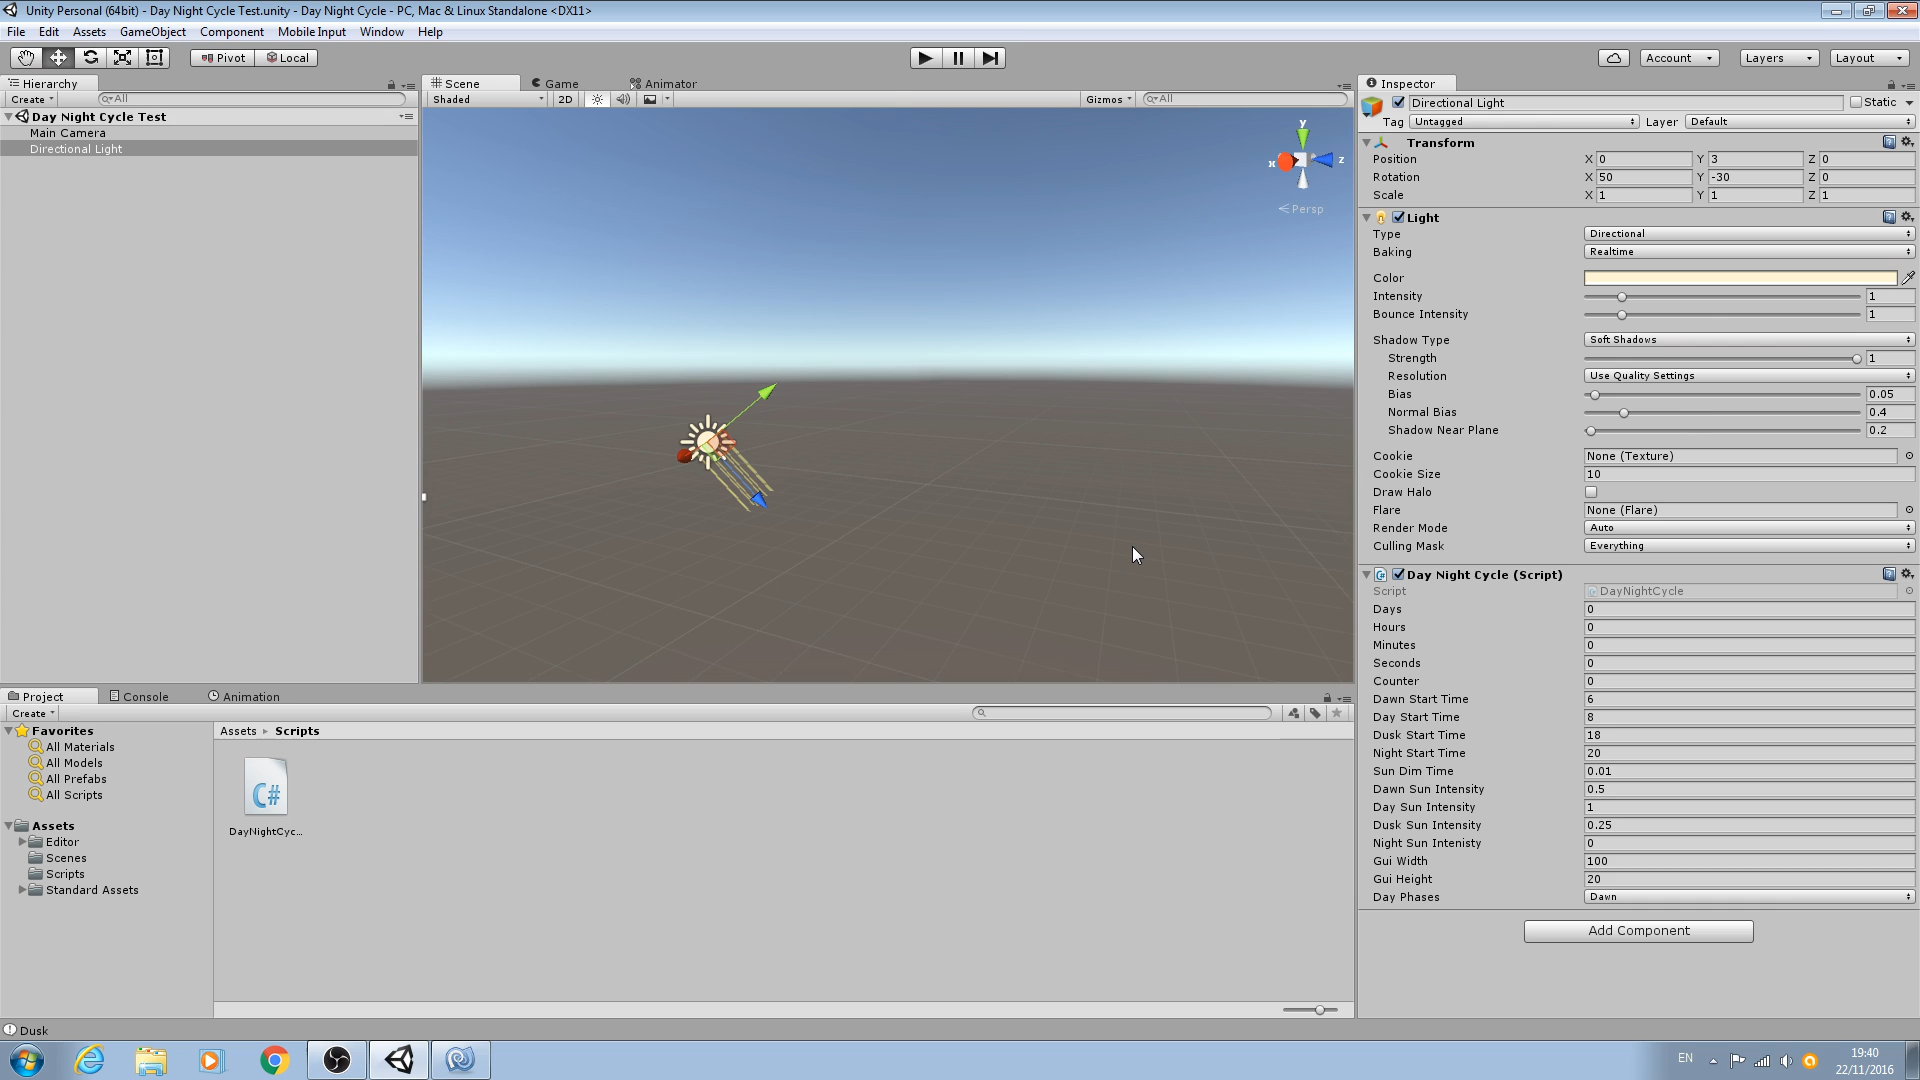 Unity Personal (64bit) - Day Night Cycle Test.unity - Day Night Cycle - PC, Mac & Linux Standalone <DX11>
File Edit Assets GameObject Component Mobile Input Window Help
Pivot Local Account Layers Layout
Hierarchy
Create All
Day Night Cycle Test
Main Camera
Directional Light
Scene Game Animator
Shaded 2D Gizmos All
y
x z
Persp
Inspector
Directional Light Static
Tag Untagged Layer Default
Transform
Position X 0 Y 3 Z 0
Rotation X 50 Y -30 Z 0
Scale X 1 Y 1 Z 1
Light
Type Directional
Baking Realtime
Color
Intensity 1
Bounce Intensity 1
Shadow Type Soft Shadows
Strength 1
Resolution Use Quality Settings
Bias 0.05
Normal Bias 0.4
Shadow Near Plane 0.2
Cookie None (Texture)
Cookie Size 10
Draw Halo
Flare None (Flare)
Render Mode Auto
Culling Mask Everything
Day Night Cycle (Script)
Script DayNightCycle
Days 0
Hours 0
Minutes 0
Seconds 0
Counter 0
Dawn Start Time 6
Day Start Time 8
Dusk Start Time 18
Night Start Time 20
Sun Dim Time 0.01
Dawn Sun Intensity 0.5
Day Sun Intensity 1
Dusk Sun Intensity 0.25
Night Sun Intenisty 0
Gui Width 100
Gui Height 20
Day Phases Dawn
Add Component
Project Console Animation
Create
Favorites
All Materials
All Models
All Prefabs
All Scripts
Assets
Editor
Scenes
Scripts
Standard Assets
Assets Scripts
C#
DayNightCyc...
Dusk
EN
19:40
22/11/2016